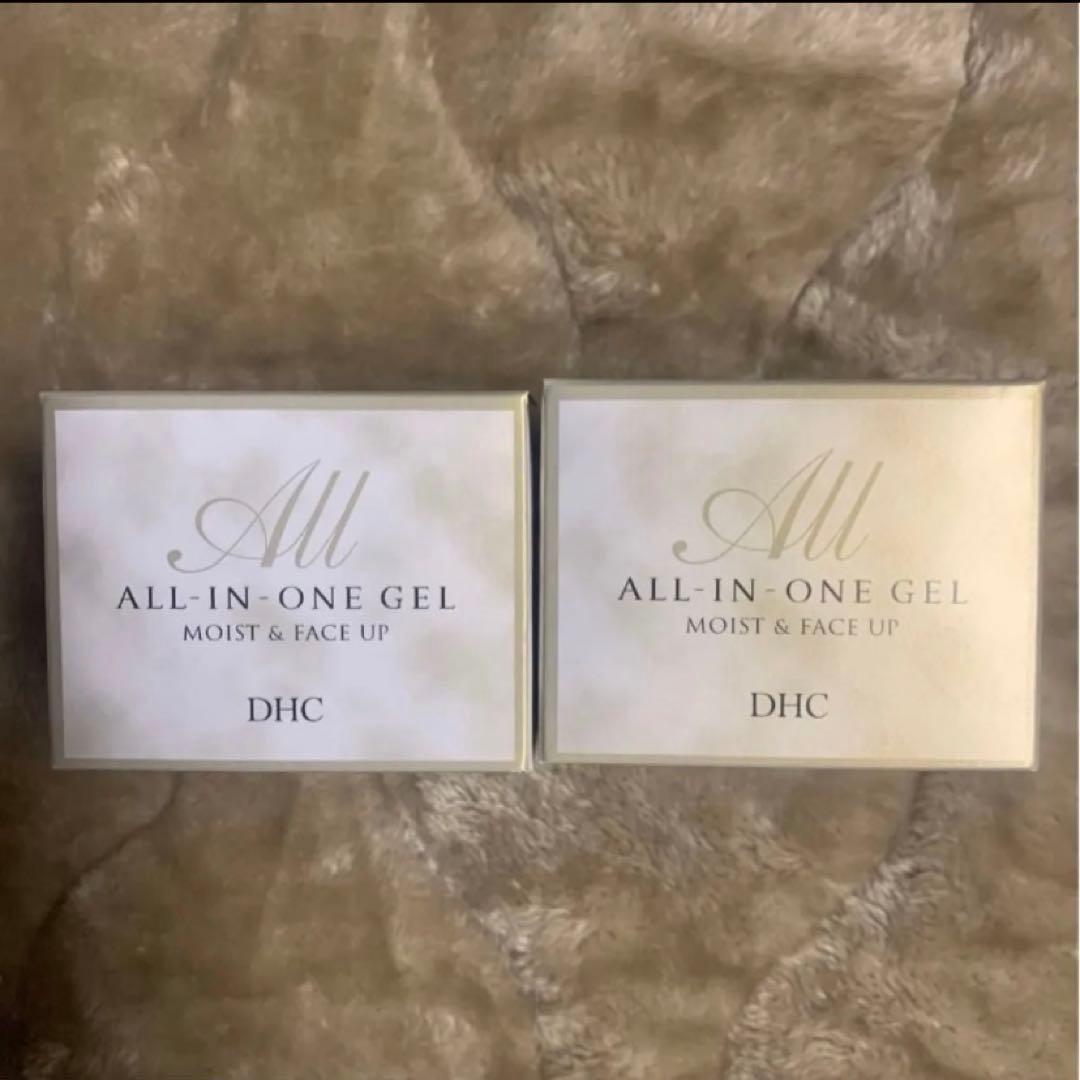 All
ALL-IN-ONE GEL
MOIST & FACE UP
DHC
All
ALL-IN-ONE GEL
MOIST & FACE UP
DHC